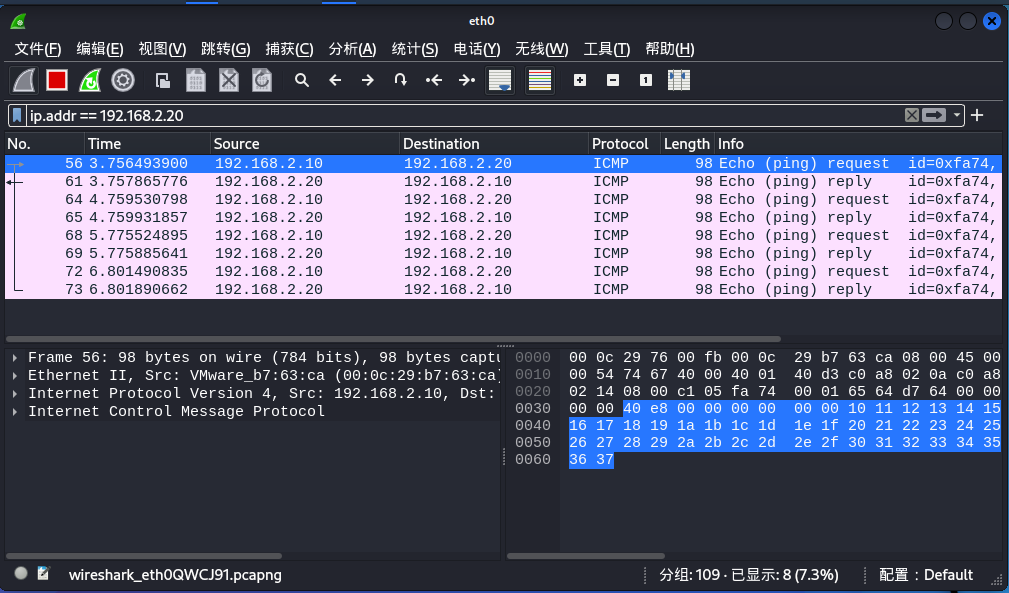 eth0
文件(F) 编辑(E) 视图(V) 跳转(G) 捕获(C) 分析(A) 统计(S) 电话(Y) 无线(W) 工具(T) 帮助(H)
ip.addr == 192.168.2.20
No. Time Source Destination Protocol Length Info
56 3.756493900 192.168.2.10 192.168.2.20 ICMP 98 Echo (ping) request id=0xfa74,
61 3.757865776 192.168.2.20 192.168.2.10 ICMP 98 Echo (ping) reply id=0xfa74,
64 4.759530798 192.168.2.10 192.168.2.20 ICMP 98 Echo (ping) request id=0xfa74,
65 4.759931857 192.168.2.20 192.168.2.10 ICMP 98 Echo (ping) reply id=0xfa74,
68 5.775524895 192.168.2.10 192.168.2.20 ICMP 98 Echo (ping) request id=0xfa74,
69 5.775885641 192.168.2.20 192.168.2.10 ICMP 98 Echo (ping) reply id=0xfa74,
72 6.801490835 192.168.2.10 192.168.2.20 ICMP 98 Echo (ping) request id=0xfa74,
73 6.801890662 192.168.2.20 192.168.2.10 ICMP 98 Echo (ping) reply id=0xfa74,
Frame 56: 98 bytes on wire (784 bits), 98 bytes captu
Ethernet II, Src: VMware_b7:63:ca (00:0c:29:b7:63:ca)
Internet Protocol Version 4, Src: 192.168.2.10, Dst:
Internet Control Message Protocol
0000 00 0c 29 76 00 fb 00 0c 29 b7 63 ca 08 00 45 00
0010 00 54 74 67 40 00 40 01 40 d3 c0 a8 02 0a c0 a8
0020 02 14 08 00 c1 05 fa 74 00 01 65 64 d7 64 00 00
0030 00 00 40 e8 00 00 00 00 00 00 10 11 12 13 14 15
0040 16 17 18 19 1a 1b 1c 1d 1e 1f 20 21 22 23 24 25
0050 26 27 28 29 2a 2b 2c 2d 2e 2f 30 31 32 33 34 35
0060 36 37
wireshark_eth0QWCJ91.pcapng 分组: 109 · 已显示: 8 (7.3%) 配置：Default